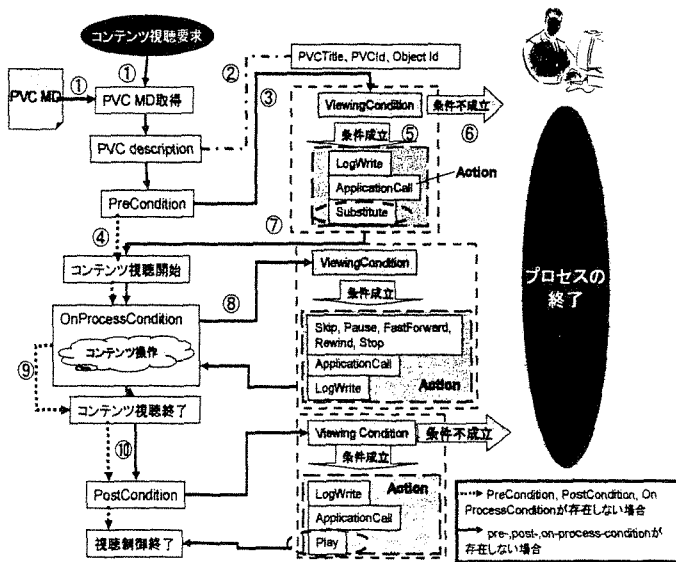 コンテンツ視聴要求
PVC MD
①
①
PVC MD取得
②
PVCTitle、PVCId、Object Id
③
PVC description
PreCondition
ViewingCondition
条件不成立
条件成立
⑤
⑥
LogWrite
ApplicationCall
Action
Substitute
④
⑦
コンテンツ視聴開始
ViewingCondition
条件成立
⑧
OnProcessCondition
コンテンツ操作
Skip, Pause, FastForward,
Rewind, Stop
ApplicationCall
LogWrite
Action
⑨
コンテンツ視聴終了
⑩
Viewing Condition
条件不成立
条件成立
PostCondition
LogWrite
Action
ApplicationCall
Play
視聴制御終了
プロセスの
終了
PreCondition, PostCondition, On
ProcessConditionが存在しない場合
pre-,post-,on-process-conditionが
存在しない場合